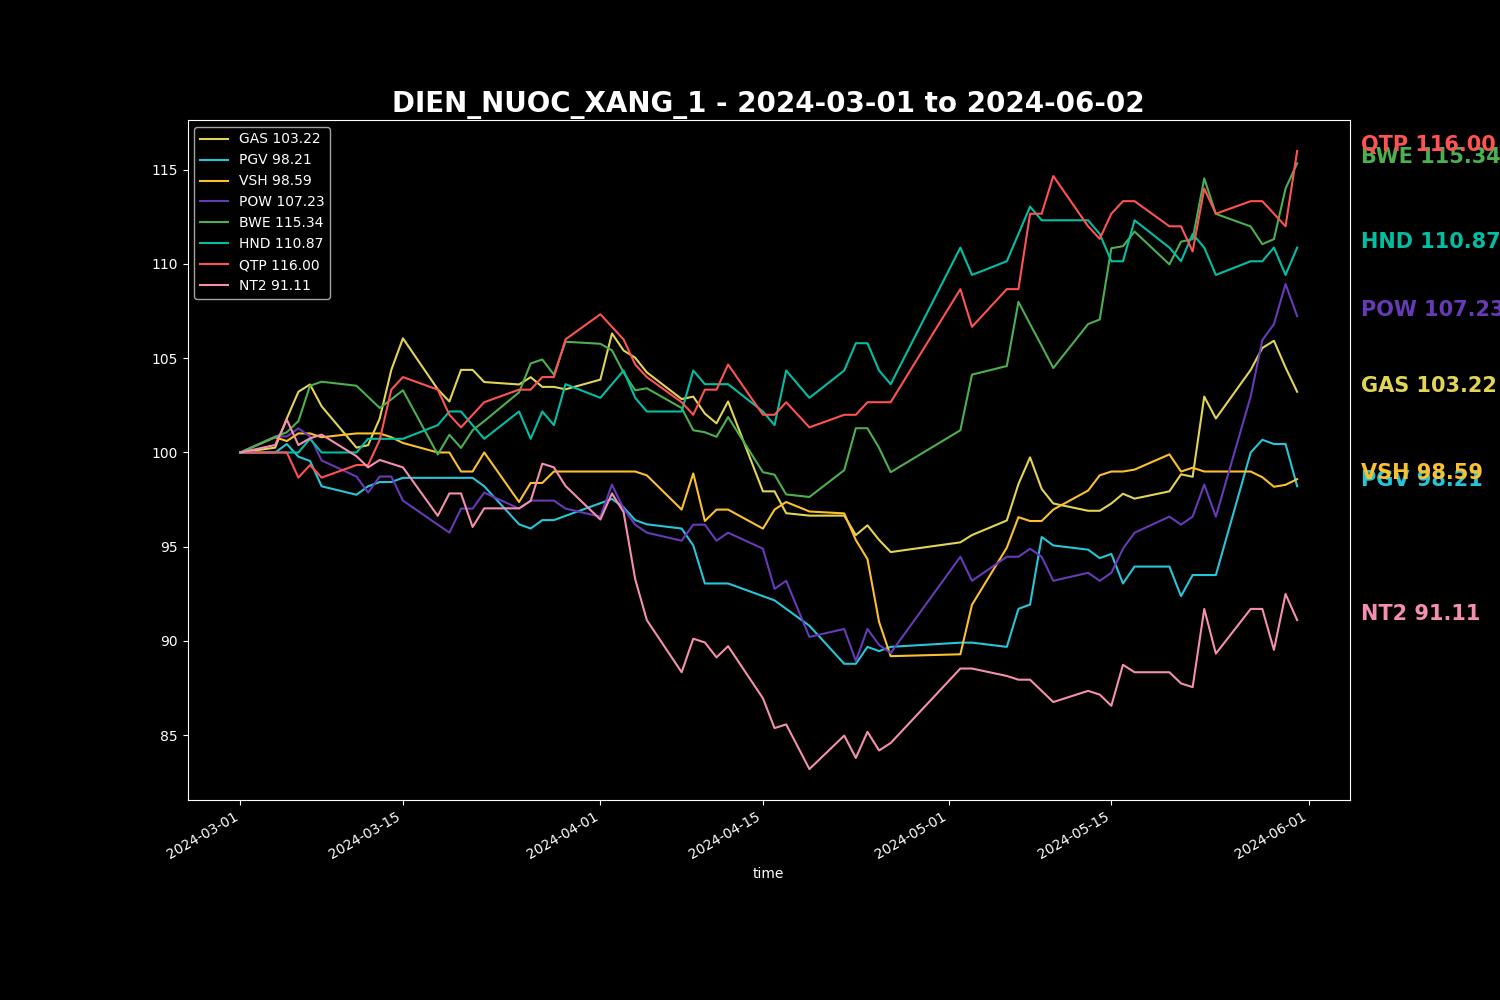 DIEN_NUOC_XANG_1 - 2024-03-01 to 2024-06-02
GAS 103.22
PGV 98.21
VSH 98.59
POW 107.23
BWE 115.34
HND 110.87
QTP 116.00
NT2 91.11
115
110
105
100
95
90
85
QTP 116.00
BWE 115.34
HND 110.87
POW 107.23
GAS 103.22
VSH 98.59
PGV 98.21
NT2 91.11
2024-03-01
2024-03-15
2024-04-01
2024-04-15
2024-05-01
2024-05-15
2024-06-01
time